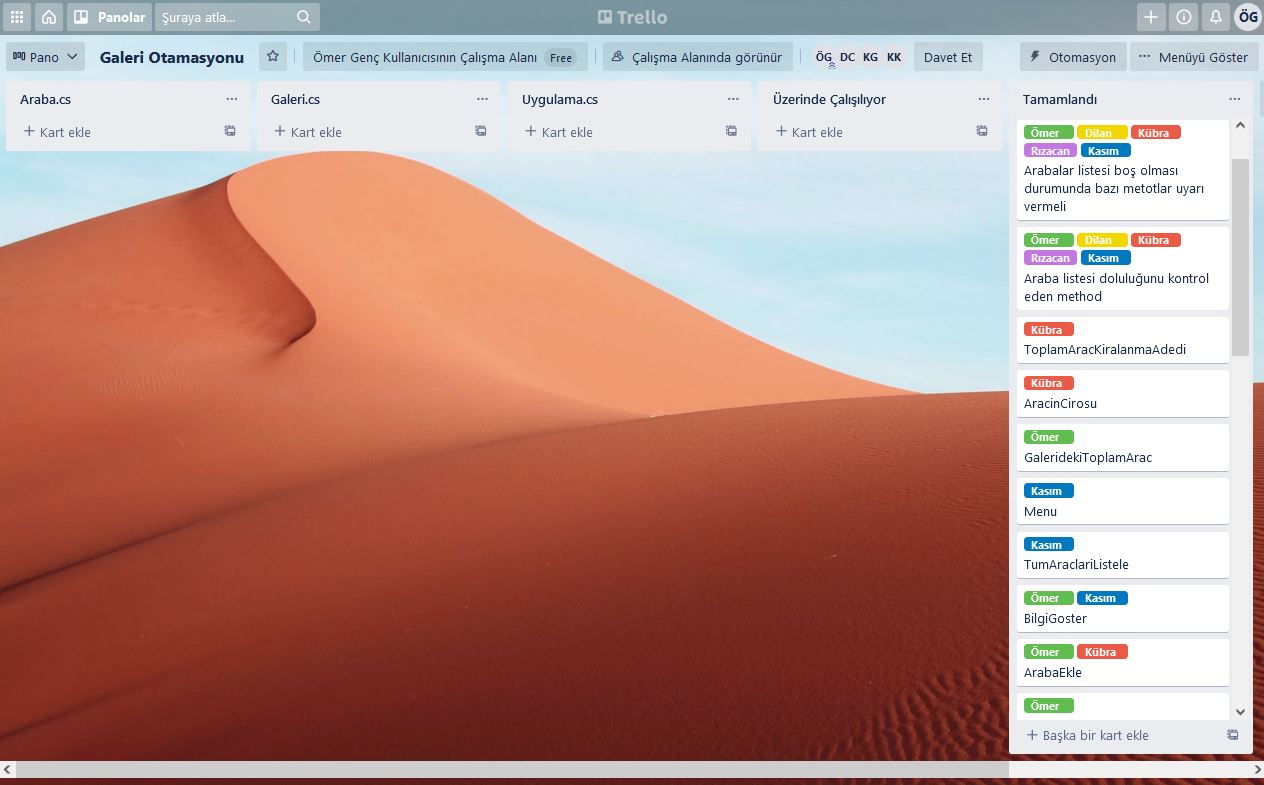 Panolar
Şuraya atla...
Trello
ÖG
Pano
Galeri Otamasyonu
Ömer Genç Kullanıcısının Çalışma Alanı Free
Çalışma Alanında görünür
ÖG DC KG KK
Davet Et
Otomasyon
Menüyü Göster
Araba.cs
Kart ekle
Galeri.cs
Kart ekle
Uygulama.cs
Kart ekle
Üzerinde Çalışılıyor
Kart ekle
Tamamlandı
Ömer Dilan Kübra
Rızacan Kasım
Arabalar listesi boş olması
durumunda bazı metotlar uyarı
vermeli
Ömer Dilan Kübra
Rızacan Kasım
Araba listesi doluluğunu kontrol
eden method
Kübra
ToplamAracKiralanmaAdedi
Kübra
AracinCirosu
Ömer
GaleridekiToplamArac
Kasım
Menu
Kasım
TumAraclariListele
Ömer Kasım
BilgiGoster
Ömer Kübra
ArabaEkle
Ömer
Başka bir kart ekle